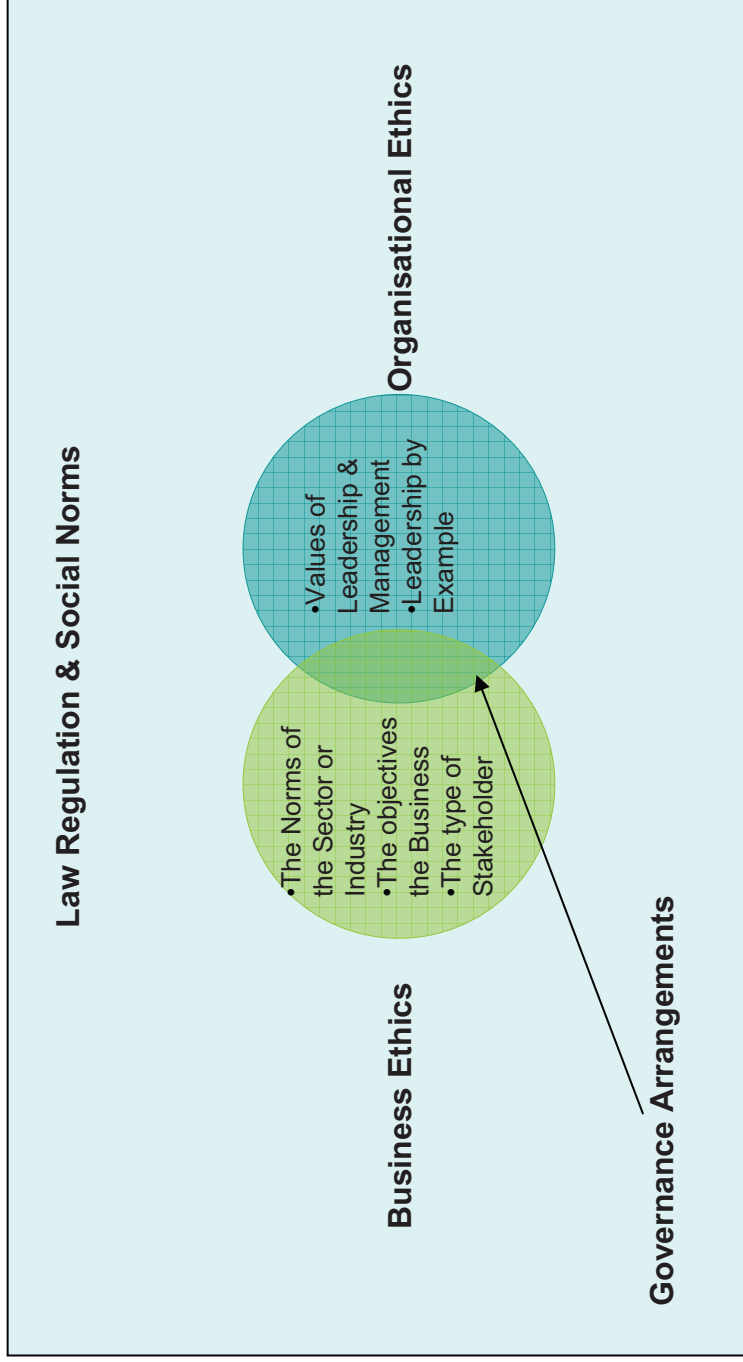 Law Regulation & Social Norms
Business Ethics
•The Norms of
the Sector or
Industry
•The objectives
the Business
•The type of
Stakeholder
•Values of
Leadership &
Management
•Leadership by
Example
Organisational Ethics
Governance Arrangements